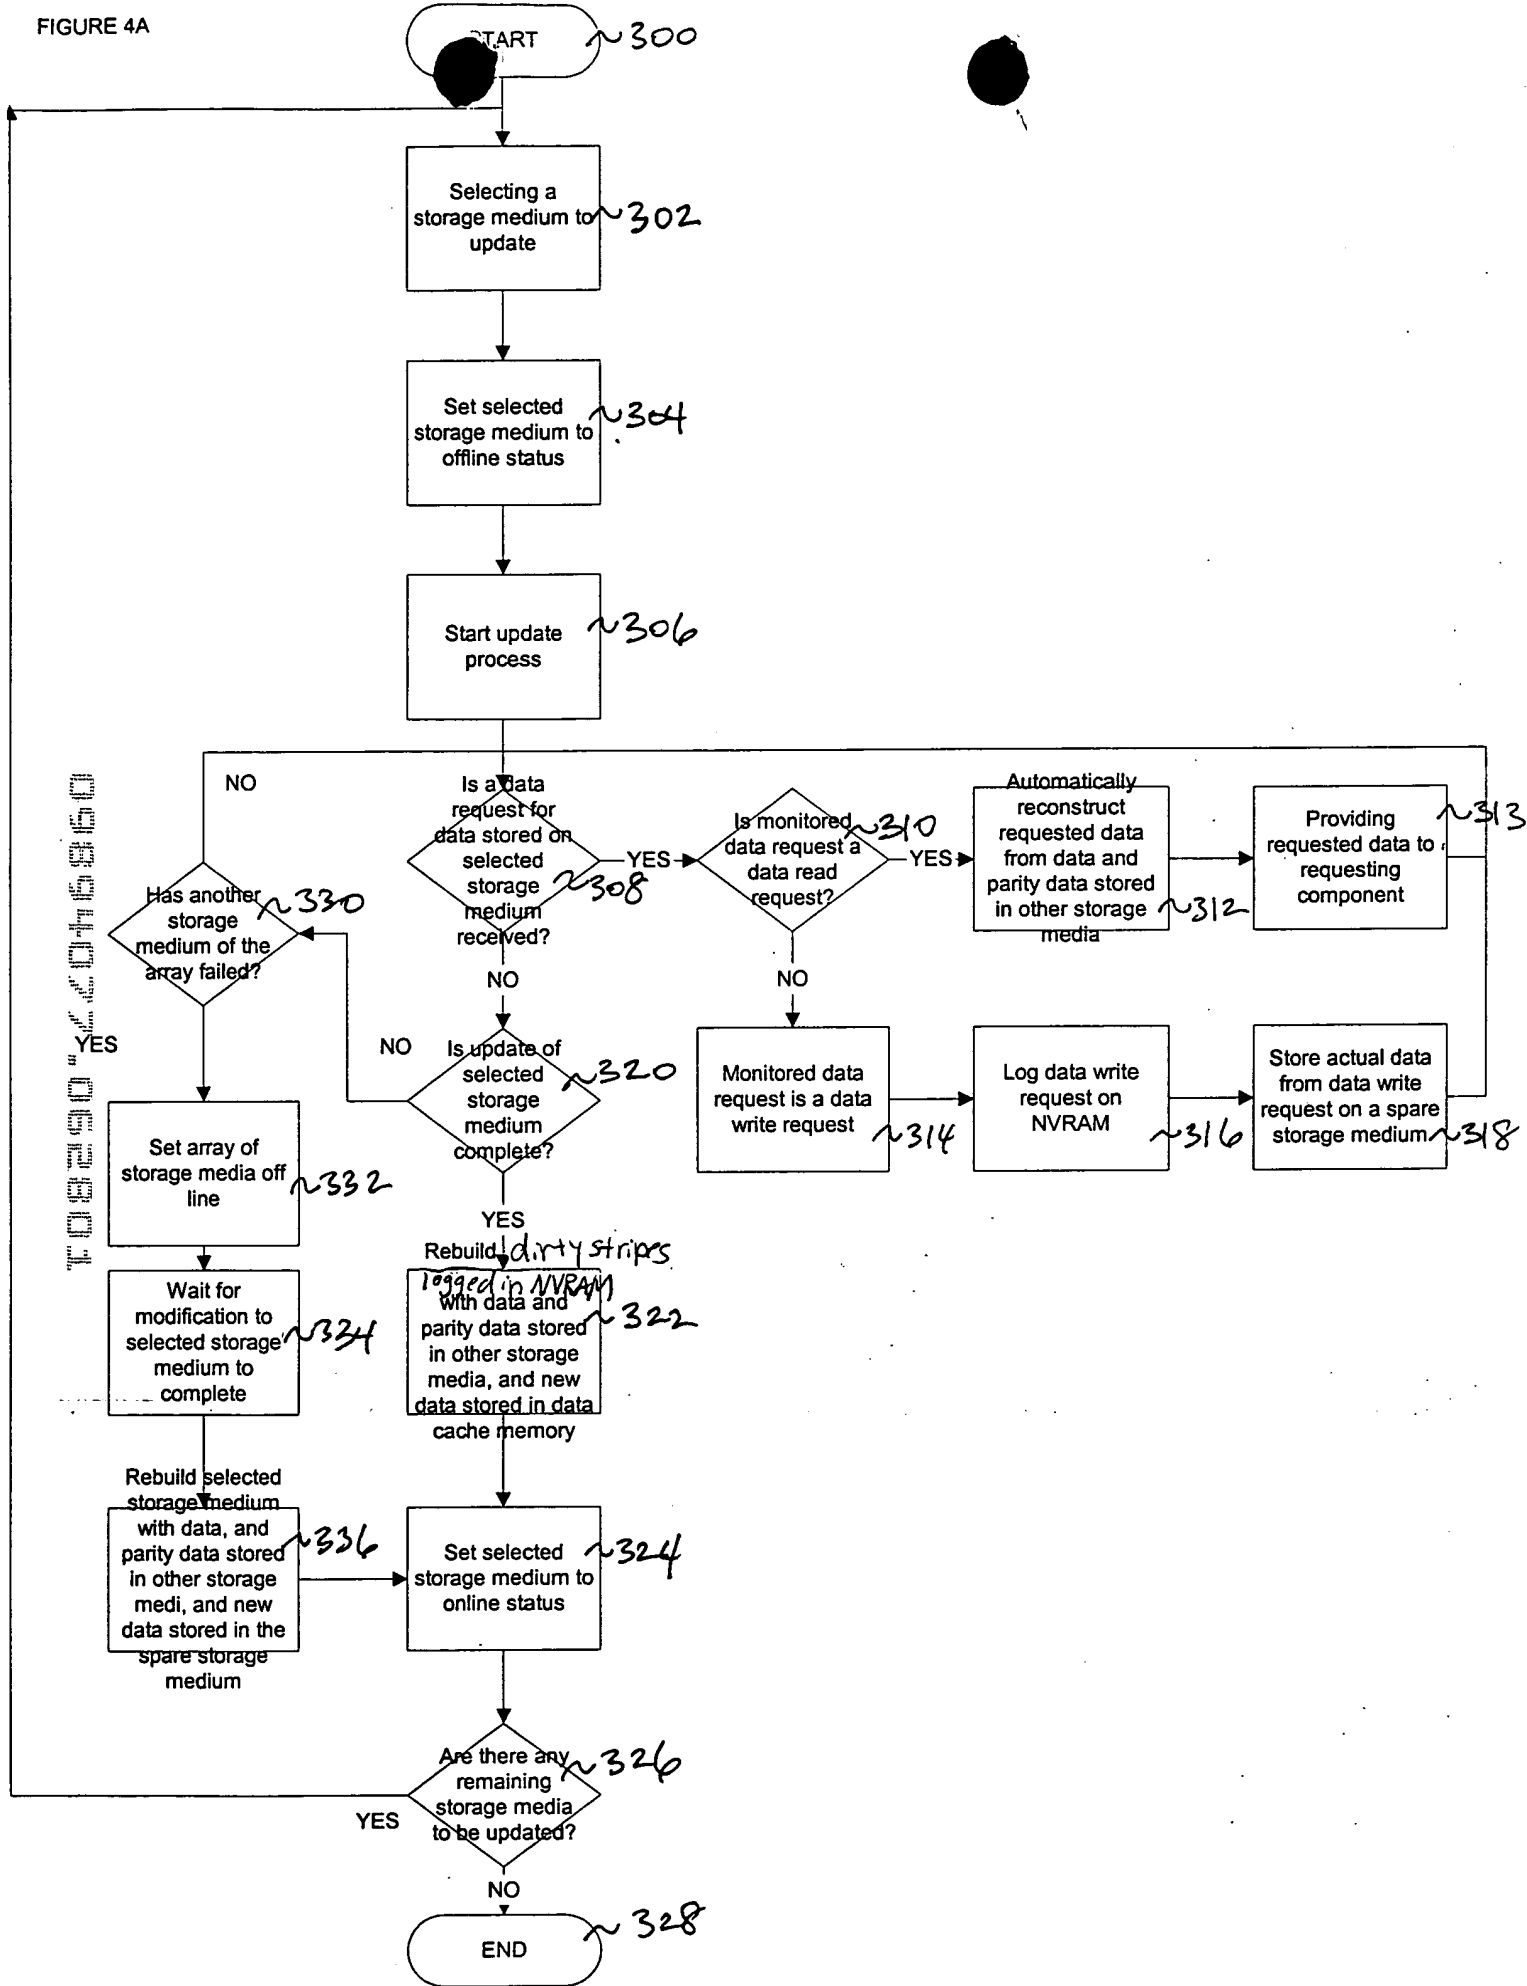 FIGURE 4A
START
~300
Selecting a
storage medium to
update
~302
Set selected
storage medium to
offline status
~304
Start update
process
~306
NO
Is a data
request for
data stored on
selected
storage
medium
received?
~308
YES
Is monitored
data request a
data read
request?
~310
YES
Automatically
reconstruct
requested data
from data and
parity data stored
in other storage
media
~312
Providing
requested data to
requesting
component
~313
Has another
storage
medium of the
array failed?
~330
NO
NO
YES
NO
Is update of
selected
storage
medium
complete?
~320
Monitored data
request is a data
write request
~314
Log data write
request on
NVRAM
~316
Store actual data
from data write
request on a spare
storage medium
~318
Set array of
storage media off
line
~332
YES
Rebuild dirty stripes
logged in NVRAM
with data and
parity data stored
in other storage
media, and new
data stored in data
cache memory
~322
Wait for
modification to
selected storage
medium to
complete
~334
Rebuild selected
storage medium
with data, and
parity data stored
in other storage
medi, and new
data stored in the
spare storage
medium
~336
Set selected
storage medium to
online status
~324
Are there any
remaining
storage media
to be updated?
~326
YES
NO
END
~328
09869407.062801